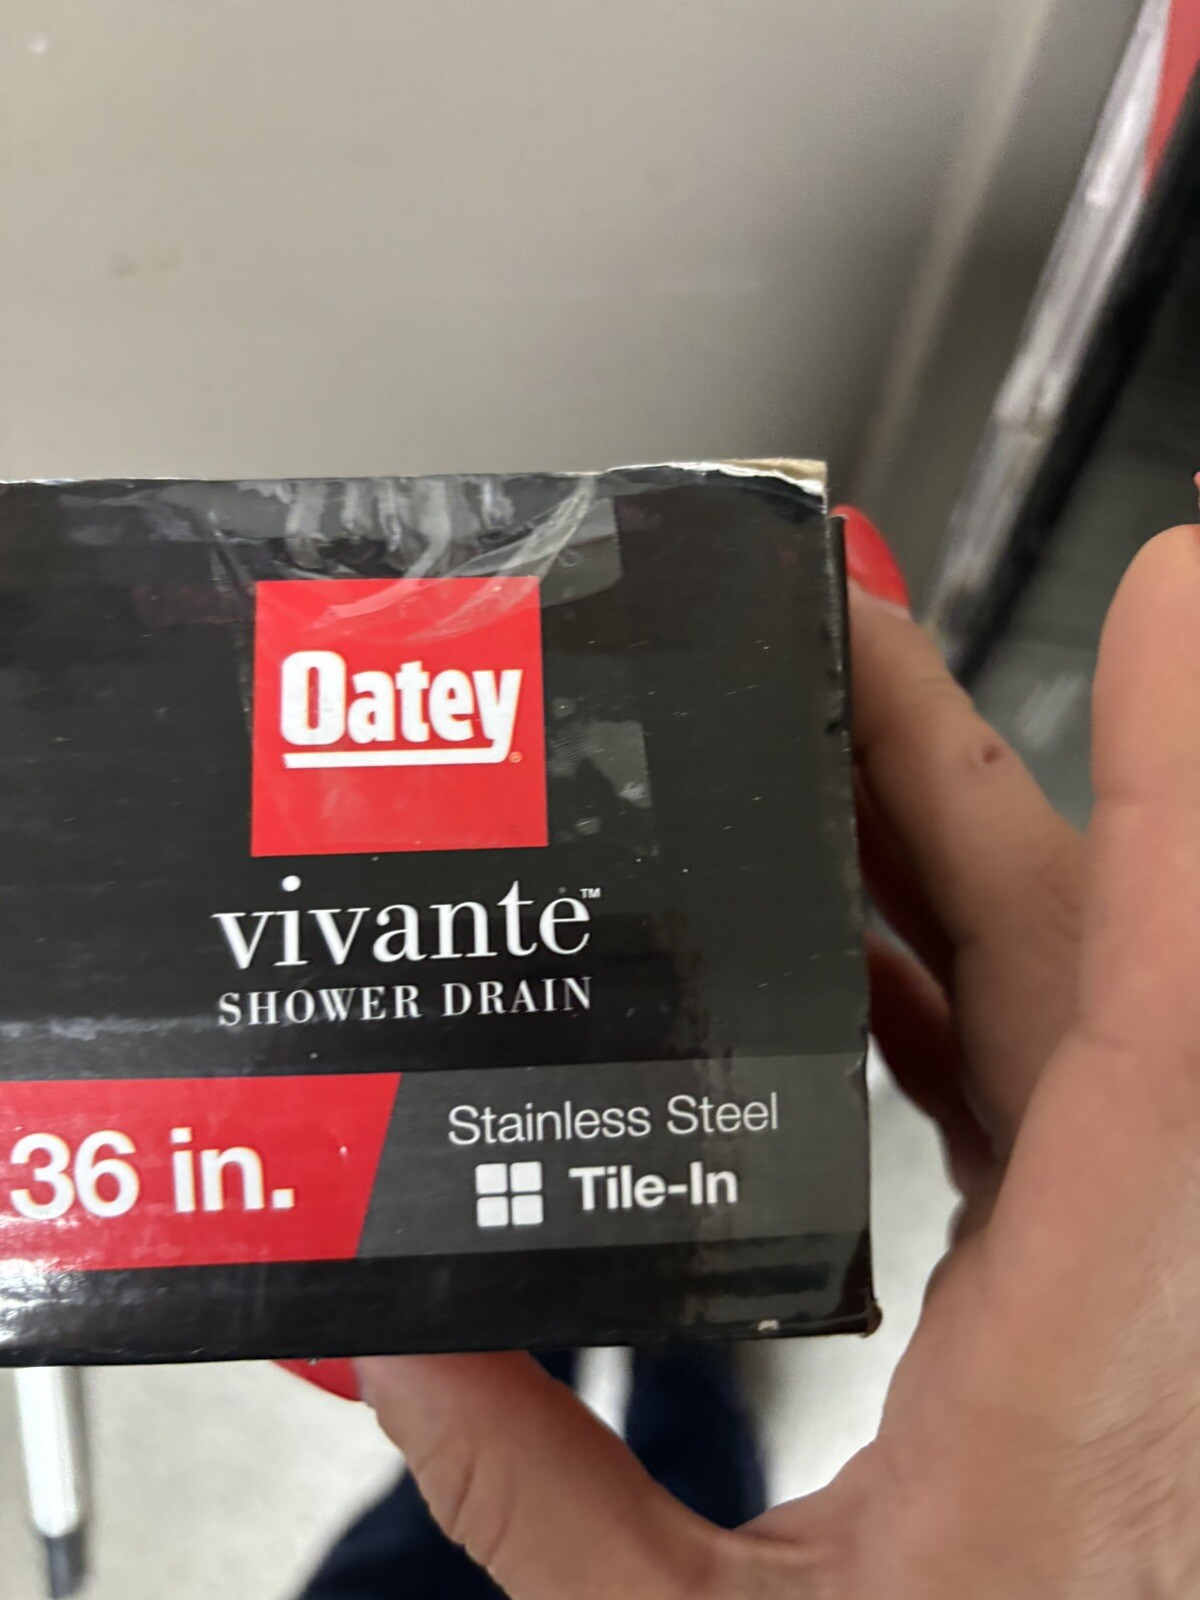 Oatey
vivante™
SHOWER DRAIN
36 in.
Stainless Steel
Tile-In